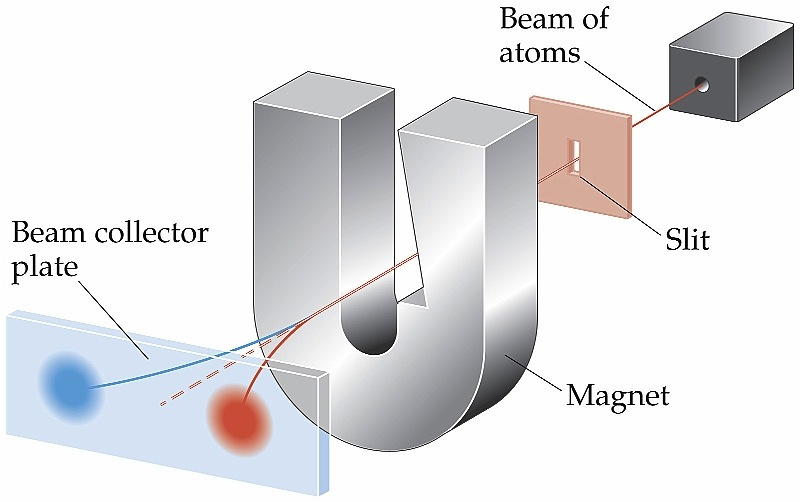 Beam of
atoms
Slit
Beam collector
plate
Magnet